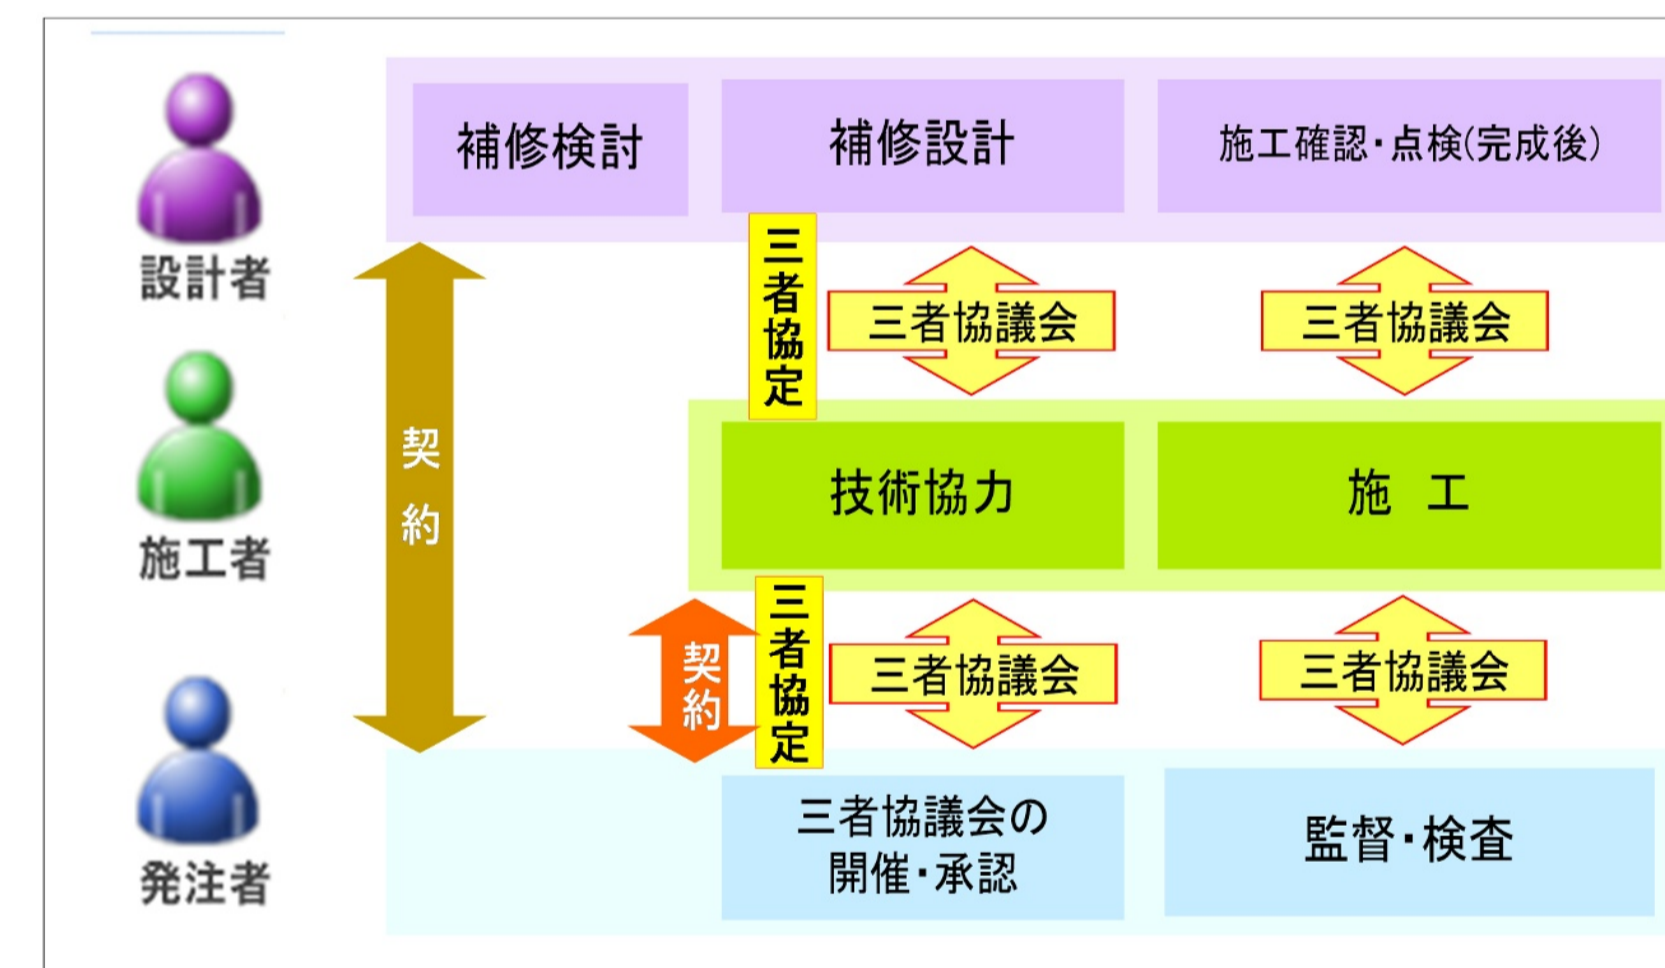 設計者
補修検討
補修設計
施工確認・点検(完成後)
契約
三者協定
三者協議会
三者協議会
施工者
技術協力
施 工
契約
三者協定
三者協議会
三者協議会
発注者
三者協議会の
開催・承認
監督・検査